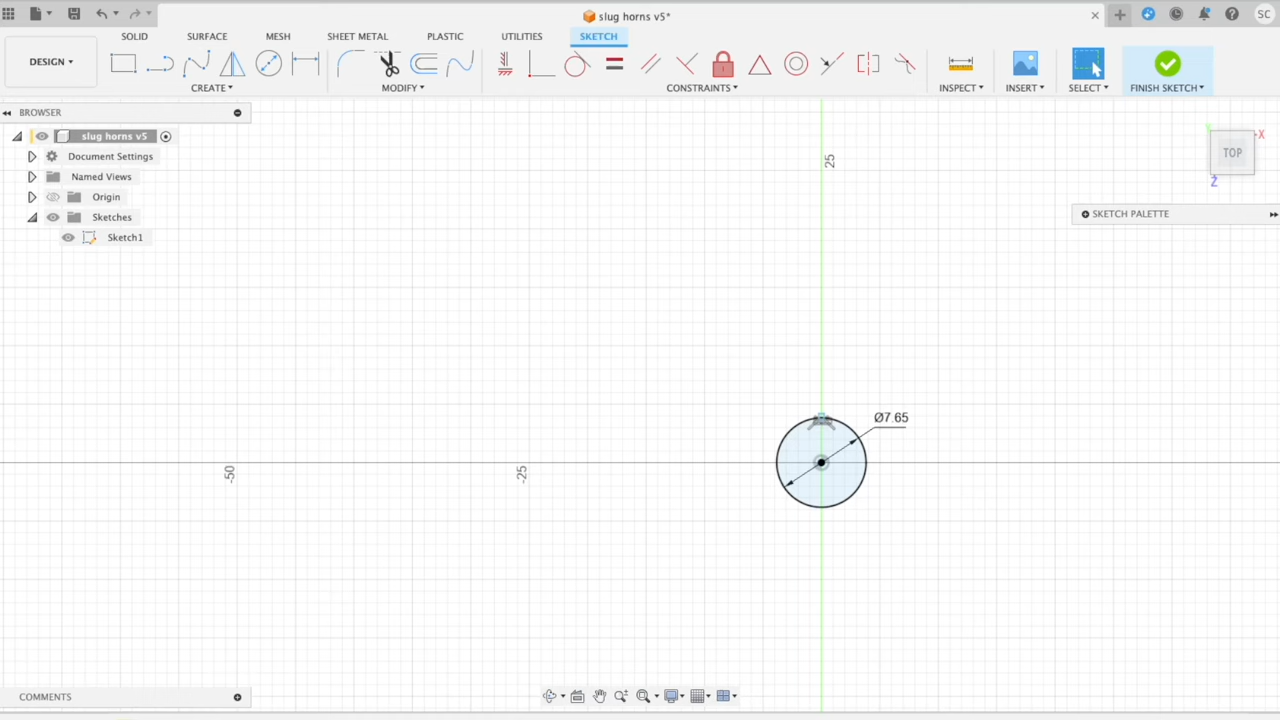 slug horns v5*
SC
SOLID SURFACE MESH SHEET METAL PLASTIC UTILITIES SKETCH
DESIGN
CREATE MODIFY CONSTRAINTS INSPECT INSERT SELECT FINISH SKETCH
BROWSER
slug horns v5
Document Settings
Named Views
Origin
Sketches
Sketch1
25
TOP
X
Z
SKETCH PALETTE
Ø7.65
-50
-25
COMMENTS